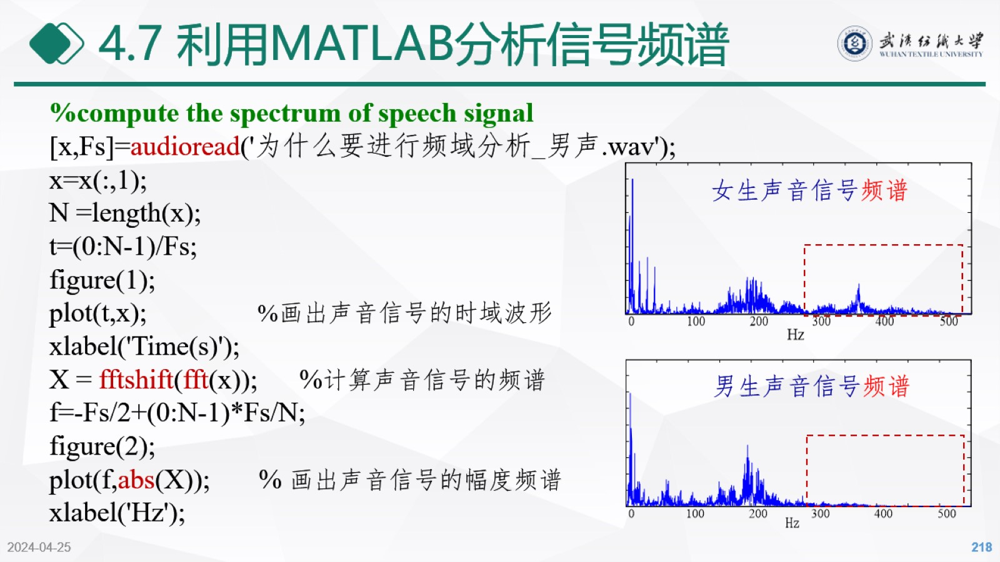 4.7 利用MATLAB分析信号频谱
武汉纺织大学
WUHAN TEXTILE UNIVERSITY
%compute the spectrum of speech signal
[x,Fs]=audioread('为什么要进行频域分析_男声.wav');
x=x(:,1);
N =length(x);
t=(0:N-1)/Fs;
figure(1);
plot(t,x); %画出声音信号的时域波形
xlabel('Time(s)');
X = fftshift(fft(x)); %计算声音信号的频谱
f=-Fs/2+(0:N-1)*Fs/N;
figure(2);
plot(f,abs(X)); % 画出声音信号的幅度频谱
xlabel('Hz');
女生声音信号频谱
0 100 200 300 400 500
Hz
男生声音信号频谱
0 100 200 300 400 500
Hz
2024-04-25
218